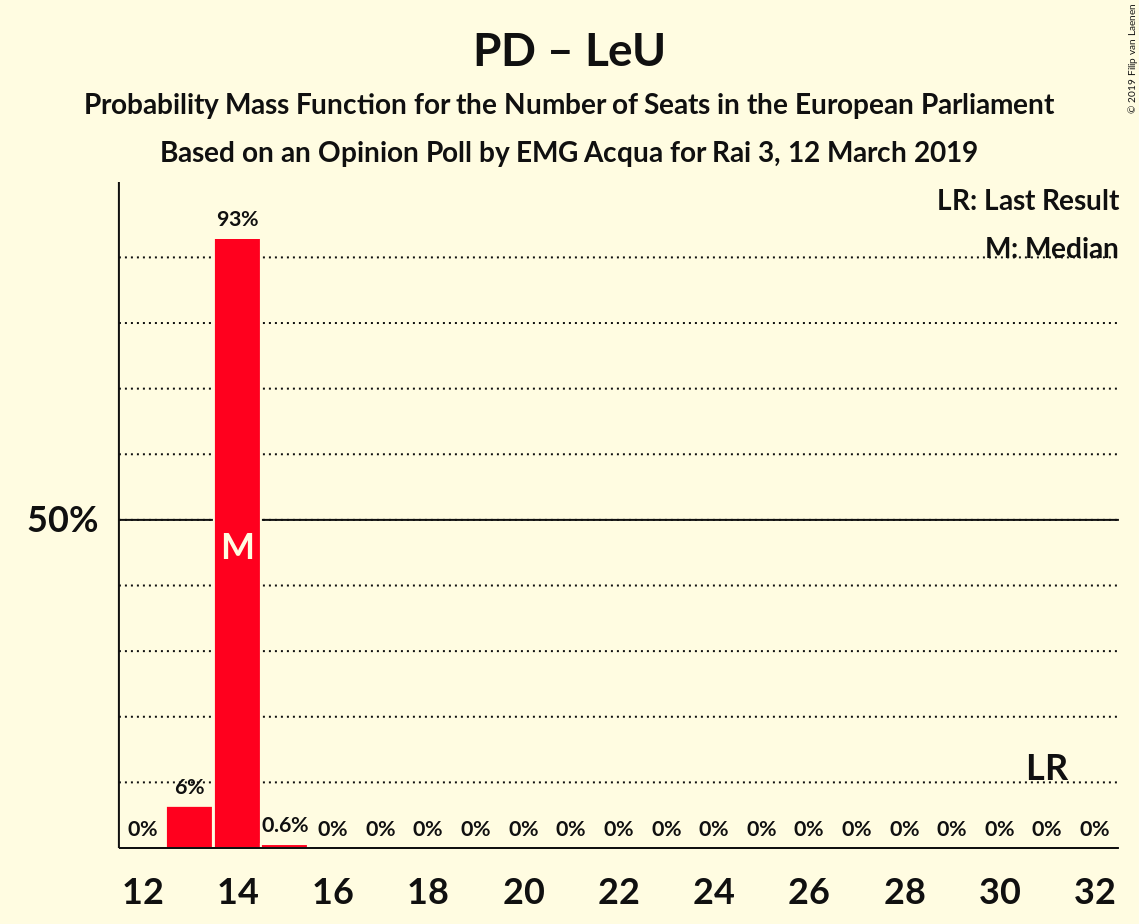 PD – LeU
Probability Mass Function for the Number of Seats in the European Parliament
Based on an Opinion Poll by EMG Acqua for Rai 3, 12 March 2019
© 2019 Filip van Laenen
LR: Last Result
M: Median
93%
50%
M
LR
6%
0% 0.6% 0% 0% 0% 0% 0% 0% 0% 0% 0% 0% 0% 0% 0% 0% 0% 0% 0%
12 14 16 18 20 22 24 26 28 30 32